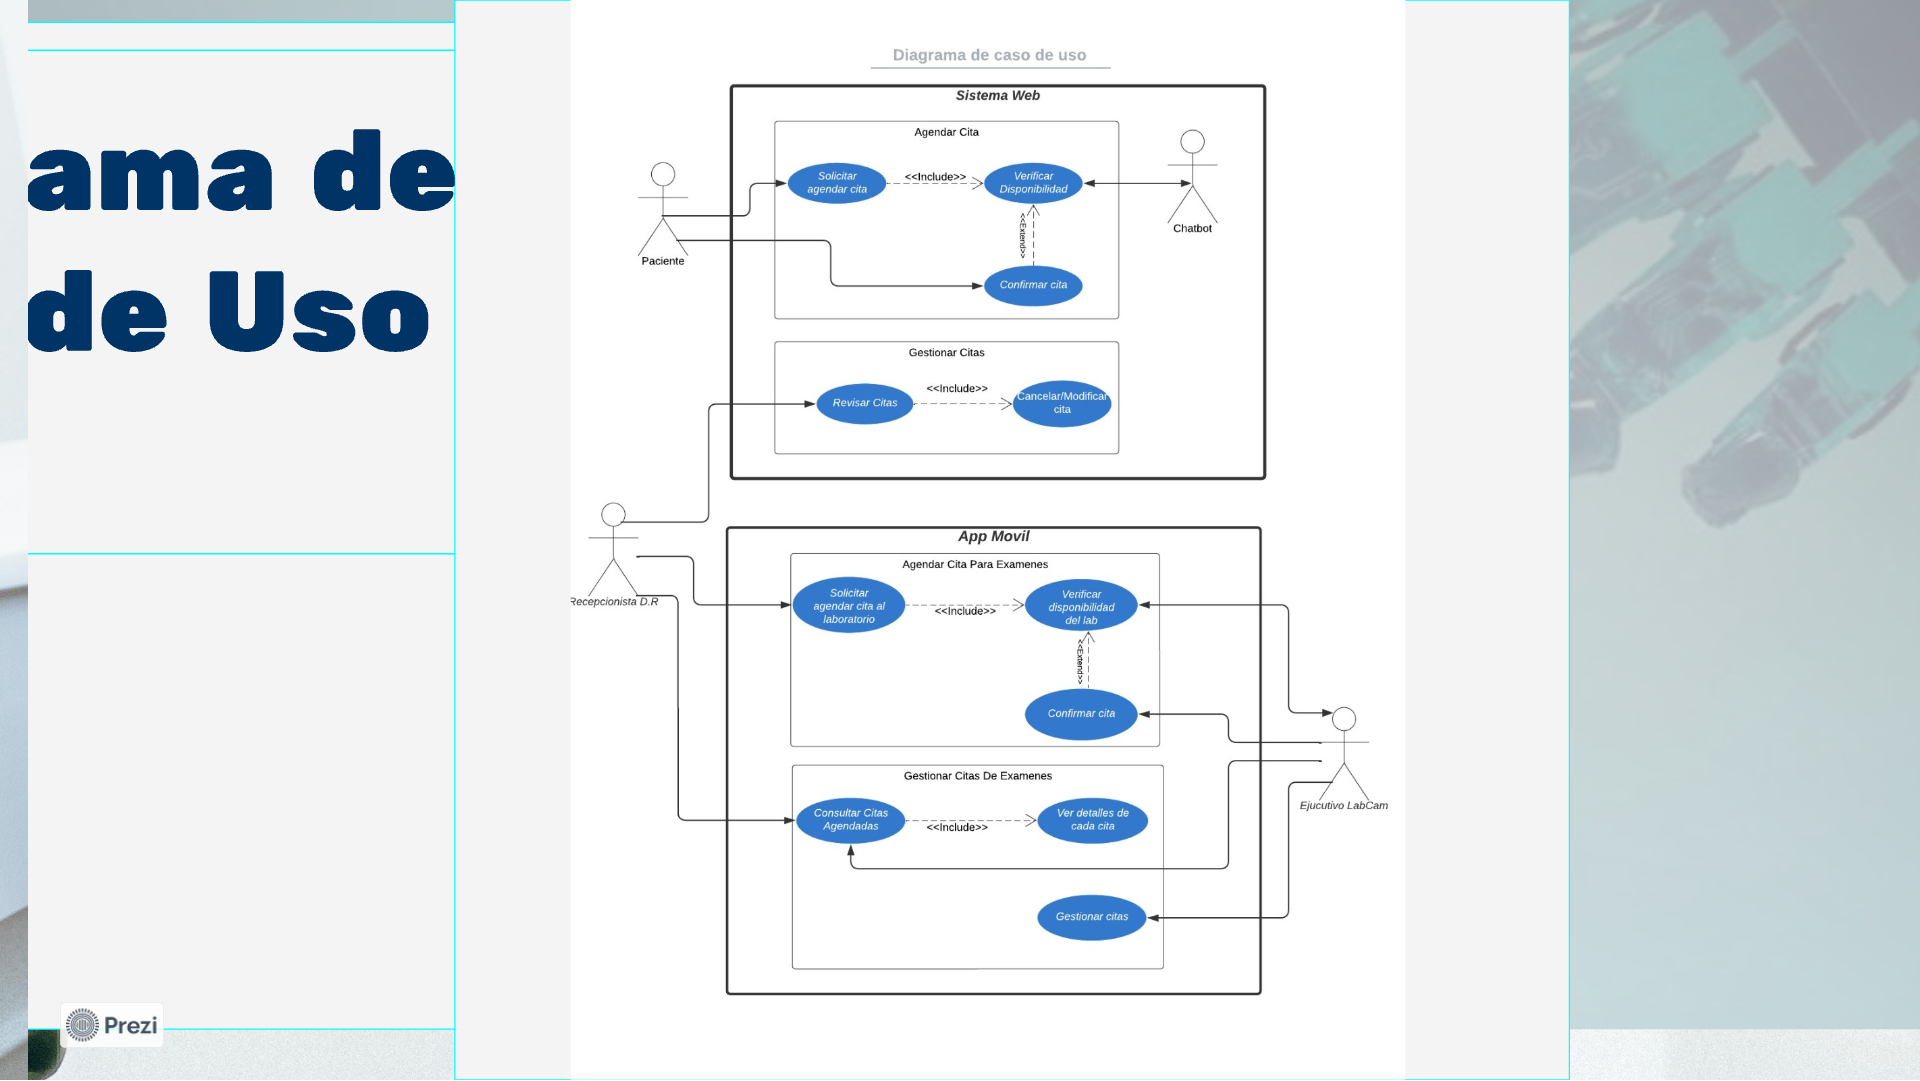 ama de
de Uso
Diagrama de caso de uso
Sistema Web
Agendar Cita
Solicitar
agendar cita
<<Include>>
Verificar
Disponibilidad
<<Extend>>
Confirmar cita
Paciente
Chatbot
Gestionar Citas
Revisar Citas
<<Include>>
Cancelar/Modificar
cita
Recepcionista D.R
App Movil
Agendar Cita Para Examenes
Solicitar
agendar cita al
laboratorio
<<Include>>
Verificar
disponibilidad
del lab
<<Extend>>
Confirmar cita
Gestionar Citas De Examenes
Consultar Citas
Agendadas
<<Include>>
Ver detalles de
cada cita
Gestionar citas
Ejucutivo LabCam
Prezi